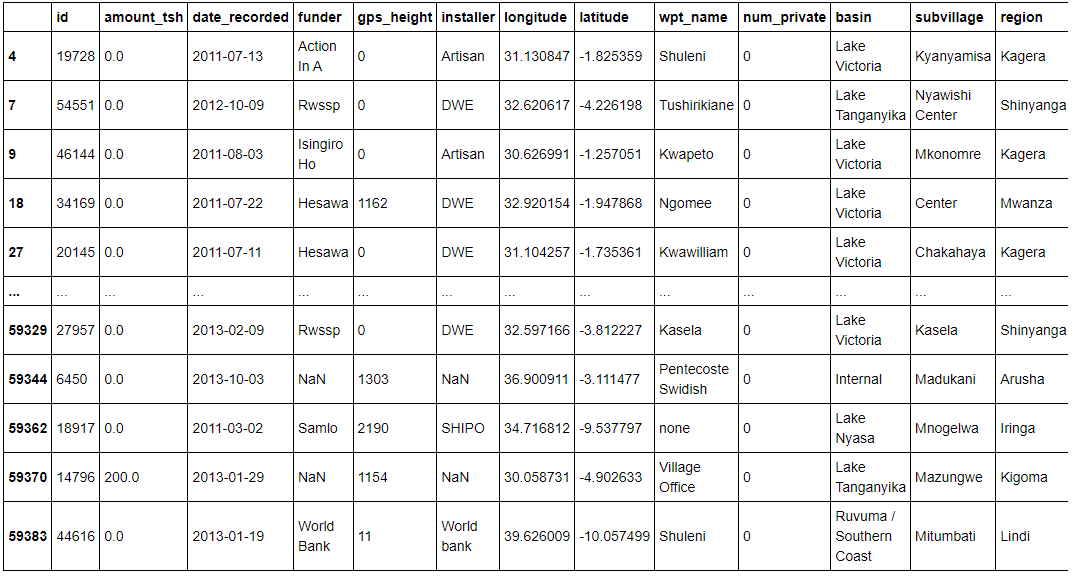 id amount_tsh date_recorded funder gps_height installer longitude latitude wpt_name num_private basin subvillage region
4 19728 0.0 2011-07-13 Action In A 0 Artisan 31.130847 -1.825359 Shuleni 0 Lake Victoria Kyanyamisa Kagera
7 54551 0.0 2012-10-09 Rwssp 0 DWE 32.620617 -4.226198 Tushirikiane 0 Lake Tanganyika Nyawishi Center Shinyanga
9 46144 0.0 2011-08-03 Isingiro Ho 0 Artisan 30.626991 -1.257051 Kwapeto 0 Lake Victoria Mkonomre Kagera
18 34169 0.0 2011-07-22 Hesawa 1162 DWE 32.920154 -1.947868 Ngomee 0 Lake Victoria Center Mwanza
27 20145 0.0 2011-07-11 Hesawa 0 DWE 31.104257 -1.735361 Kwawilliam 0 Lake Victoria Chakahaya Kagera
... ... ... ... ... ... ... ... ... ... ... ... ... ...
59329 27957 0.0 2013-02-09 Rwssp 0 DWE 32.597166 -3.812227 Kasela 0 Lake Victoria Kasela Shinyanga
59344 6450 0.0 2013-10-03 NaN 1303 NaN 36.900911 -3.111477 Pentecoste Swidish 0 Internal Madukani Arusha
59362 18917 0.0 2011-03-02 Samlo 2190 SHIPO 34.716812 -9.537797 none 0 Lake Nyasa Mnogelwa Iringa
59370 14796 200.0 2013-01-29 NaN 1154 NaN 30.058731 -4.902633 Village Office 0 Lake Tanganyika Mazungwe Kigoma
59383 44616 0.0 2013-01-19 World Bank 11 World bank 39.626009 -10.057499 Shuleni 0 Ruvuma / Southern Coast Mitumbati Lindi